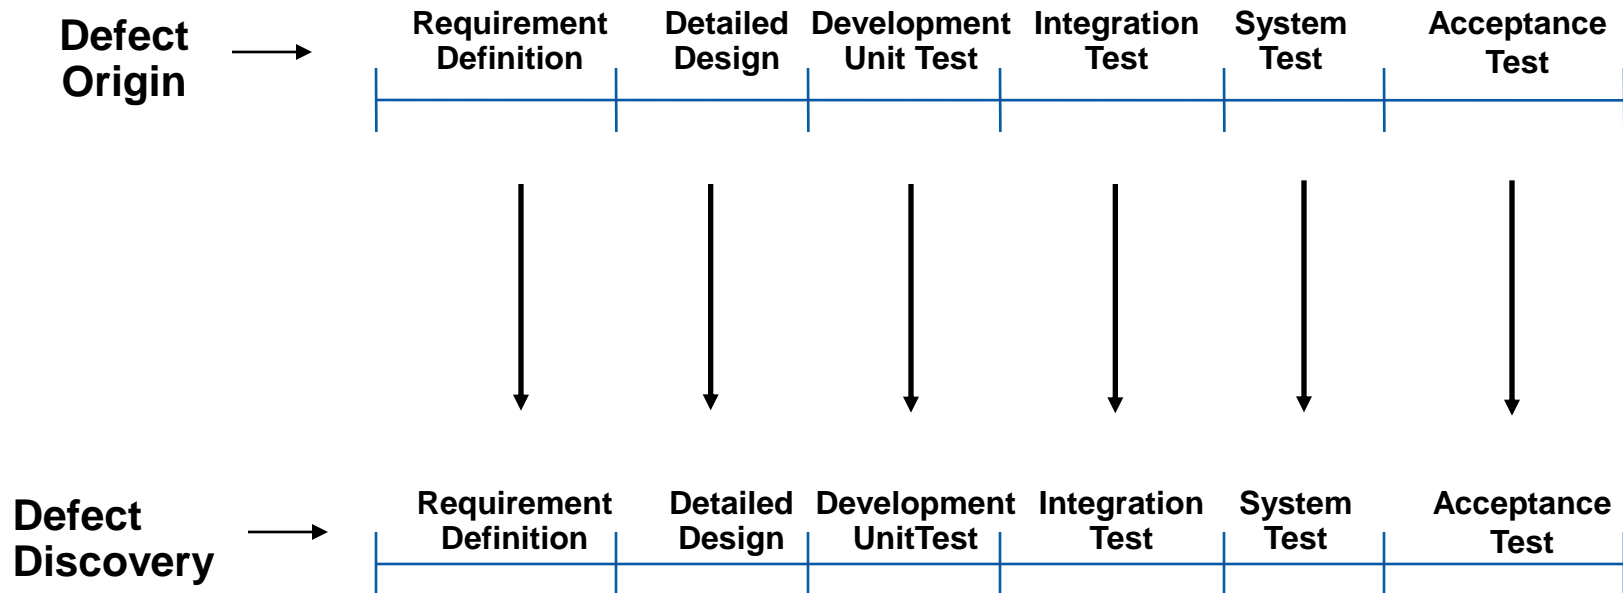 Defect
Origin
Requirement
Definition
Detailed
Design
Development
Unit Test
Integration
Test
System
Test
Acceptance
Test
Defect
Discovery
Requirement
Definition
Detailed
Design
Development
UnitTest
Integration
Test
System
Test
Acceptance
Test